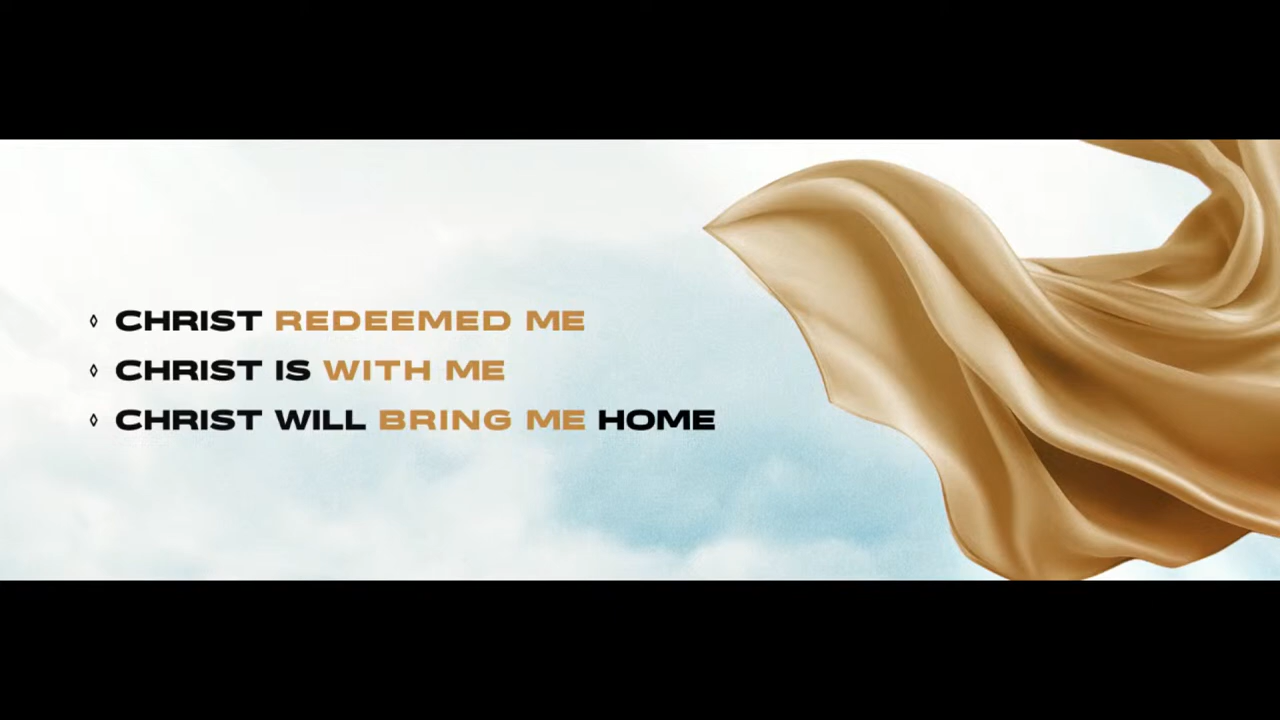 ◊ CHRIST REDEEMED ME
◊ CHRIST IS WITH ME
◊ CHRIST WILL BRING ME HOME